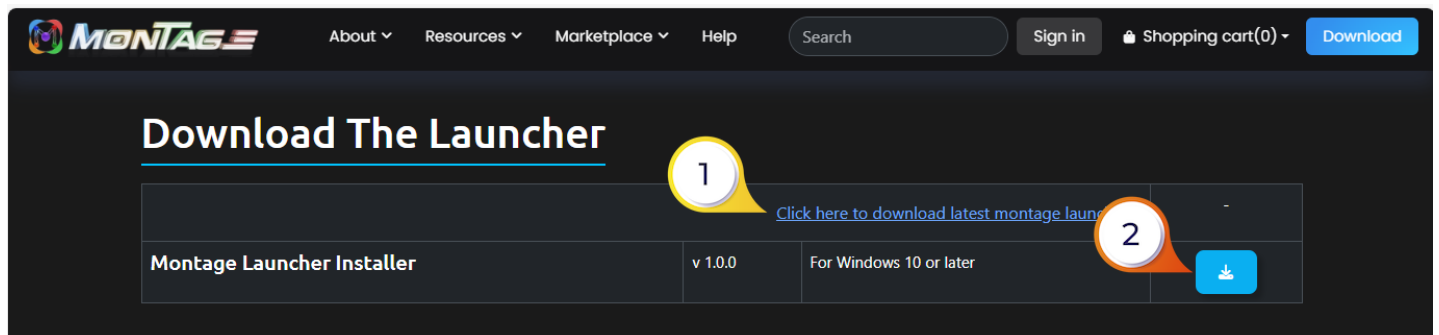 MONTAGE About Resources Marketplace Help Search Sign in Shopping cart(0) Download
Download The Launcher
1
Click here to download latest montage laun
-
2
Montage Launcher Installer v 1.0.0 For Windows 10 or later